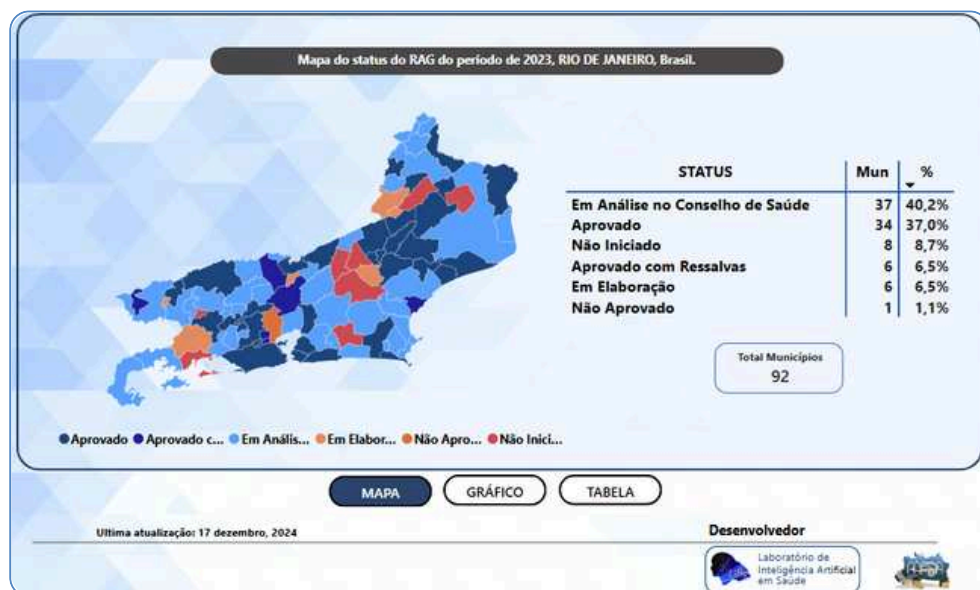 Mapa do status do RAG do período de 2023, RIO DE JANEIRO, Brasil.
STATUS Mun %
Em Análise no Conselho de Saúde 37 40,2%
Aprovado 34 37,0%
Não Iniciado 8 8,7%
Aprovado com Ressalvas 6 6,5%
Em Elaboração 6 6,5%
Não Aprovado 1 1,1%
Total Municípios
92
Aprovado Aprovado c... Em Anális... Em Elabor... Não Apro... Não Inici...
MAPA GRÁFICO TABELA
Ultima atualização: 17 dezembro, 2024
Desenvolvedor
Laboratório de
Inteligência Artificial
em Saúde